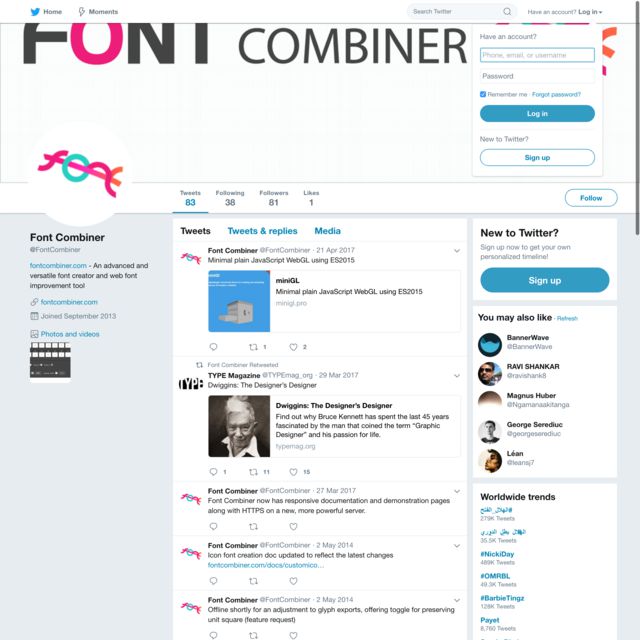 Home
Moments
Search Twitter
Have an account? Log in
FONT COMBINER
Have an account?
Phone, email, or username
Password
Remember me · Forgot password?
Log in
New to Twitter?
Sign up
Tweets
83
Following
38
Followers
81
Likes
1
Follow
Font Combiner
@FontCombiner
fontcombiner.com - An advanced and
versatile font creator and web font
improvement tool
fontcombiner.com
Joined September 2013
Photos and videos
Tweets
Tweets & replies
Media
Font Combiner @FontCombiner · 21 Apr 2017
Minimal plain JavaScript WebGL using ES2015
miniGL
Minimal plain JavaScript WebGL using ES2015
minigl.pro
1
2
Font Combiner Retweeted
TYPE
TYPE Magazine @TYPEmag_org · 29 Mar 2017
Dwiggins: The Designer's Designer
Dwiggins: The Designer's Designer
Find out why Bruce Kennett has spent the last 45 years
fascinated by the man that coined the term "Graphic
Designer" and his passion for life.
typemag.org
1
11
15
Font Combiner @FontCombiner · 27 Mar 2017
Font Combiner now has responsive documentation and demonstration pages
along with HTTPS on a new, more powerful server.
Font Combiner @FontCombiner · 2 May 2014
Icon font creation doc updated to reflect the latest changes
fontcombiner.com/docs/customico…
Font Combiner @FontCombiner · 2 May 2014
Offline shortly for an adjustment to glyph exports, offering toggle for preserving
unit square (feature request)
New to Twitter?
Sign up now to get your own
personalized timeline!
Sign up
You may also like · Refresh
BannerWave
@BannerWave
RAVI SHANKAR
@ravishank8
Magnus Huber
@Ngamanaakitanga
George Serediuc
@georgeserediuc
Léan
@leansj7
Worldwide trends
#الهلال_الفتح
279K Tweets
الهلال بطل الدوري
35.5K Tweets
#NickiDay
489K Tweets
#OMRBL
49.3K Tweets
#BarbieTingz
128K Tweets
Payet
8,760 Tweets